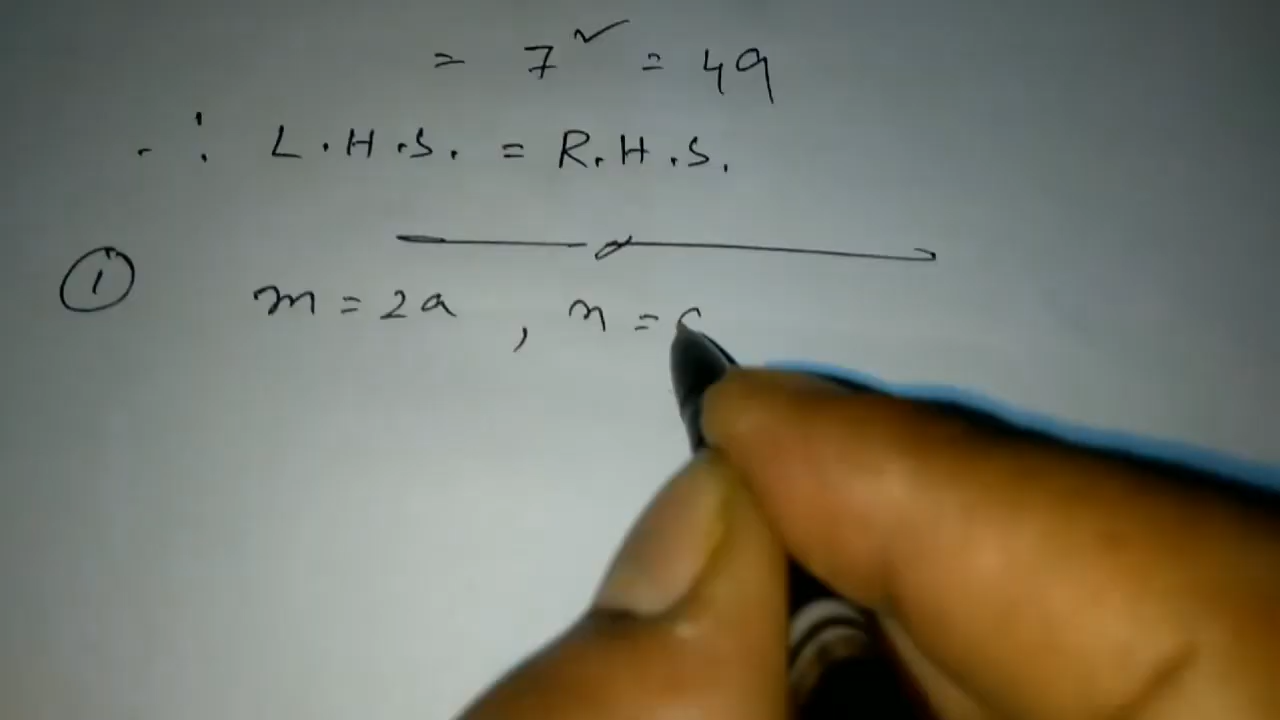 = 7² = 49
∴ L.H.S. = R.H.S.
① m = 2a , n =